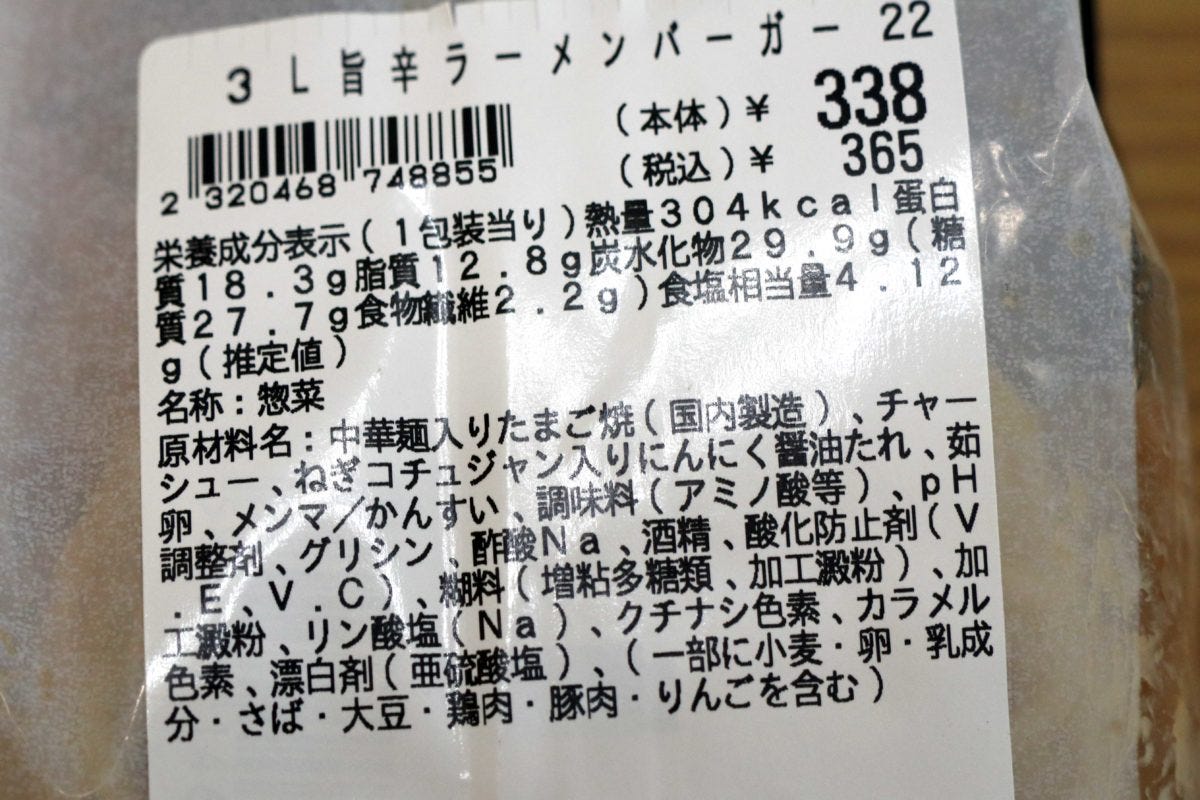 3L旨辛ラーメンバーガー 22
(本体)¥ 338
(税込)¥ 365
2 320468 748855
栄養成分表示(1包装当り)熱量304kcal蛋白
質18.3g脂質12.8g炭水化物29.9g(糖
質27.7g食物繊維2.2g)食塩相当量4.12
g(推定値)
名称:惣菜
原材料名:中華麺入りたまご焼(国内製造)、チャー
シュー、ねぎコチュジャン入りにんにく醤油たれ、茹
卵、メンマ/かんすい、調味料(アミノ酸等)、pH
調整剤、グリシン、酢酸Na、酒精、酸化防止剤(V
.E、V.C)、糊料(増粘多糖類、加工澱粉)、加
工澱粉、リン酸塩(Na)、クチナシ色素、カラメル
色素、漂白剤(亜硫酸塩)、(一部に小麦・卵・乳成
分・さば・大豆・鶏肉・豚肉・りんごを含む)